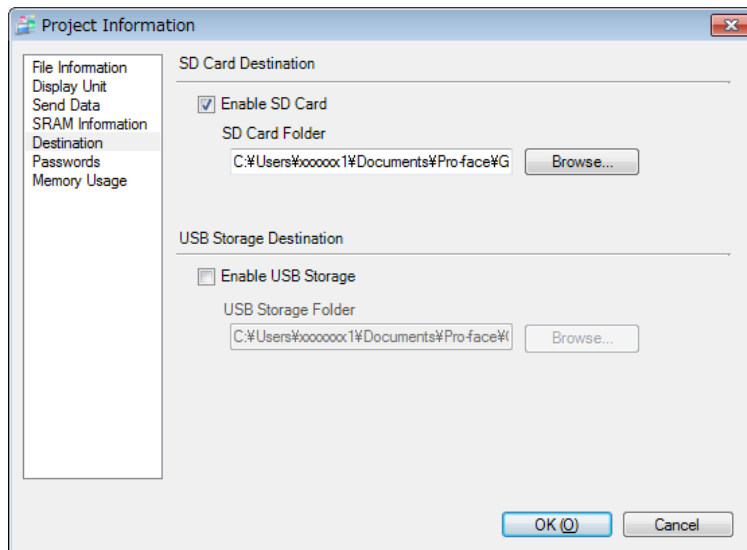 Project Information
File Information
Display Unit
Send Data
SRAM Information
Destination
Passwords
Memory Usage
SD Card Destination
Enable SD Card
SD Card Folder
C:¥Users¥xxxxxx1¥Documents¥Pro-face¥G
Browse...
USB Storage Destination
Enable USB Storage
USB Storage Folder
C:¥Users¥xxxxxxx1¥Documents¥Pro-face¥(
Browse...
OK (O)
Cancel